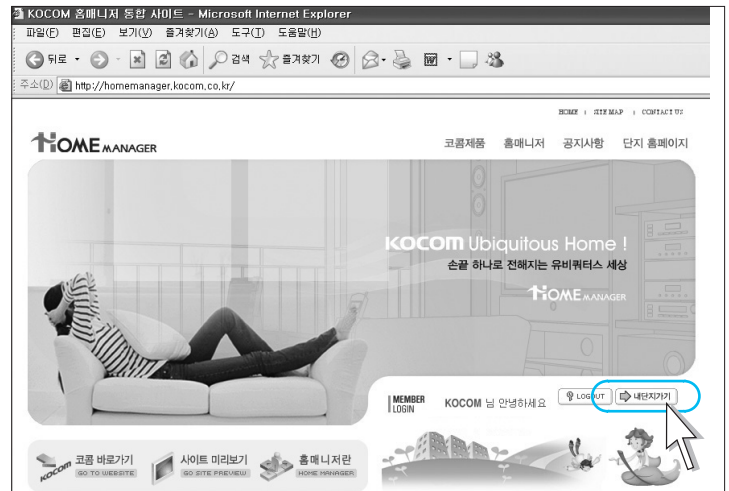 KOCOM 홈매니저 통합 사이트 - Microsoft Internet Explorer
파일(F) 편집(E) 보기(V) 즐겨찾기(A) 도구(T) 도움말(H)
뒤로 검색 즐겨찾기
주소(D) http://homemanager.kocom.co.kr/
HOME | SITE MAP | CONTACT US
HOME MANAGER 코콤제품 홈매니저 공지사항 단지 홈페이지
KOCOM Ubiquitous Home !
손끝 하나로 전해지는 유비쿼터스 세상
HOME MANAGER
MEMBER LOGIN KOCOM 님 안녕하세요 LOGOUT 내단지가기
코콤 바로가기 사이트 미리보기 홈매니저란
KOCOM GO TO WEBSITE GO SITE PREVIEW HOME MANAGER